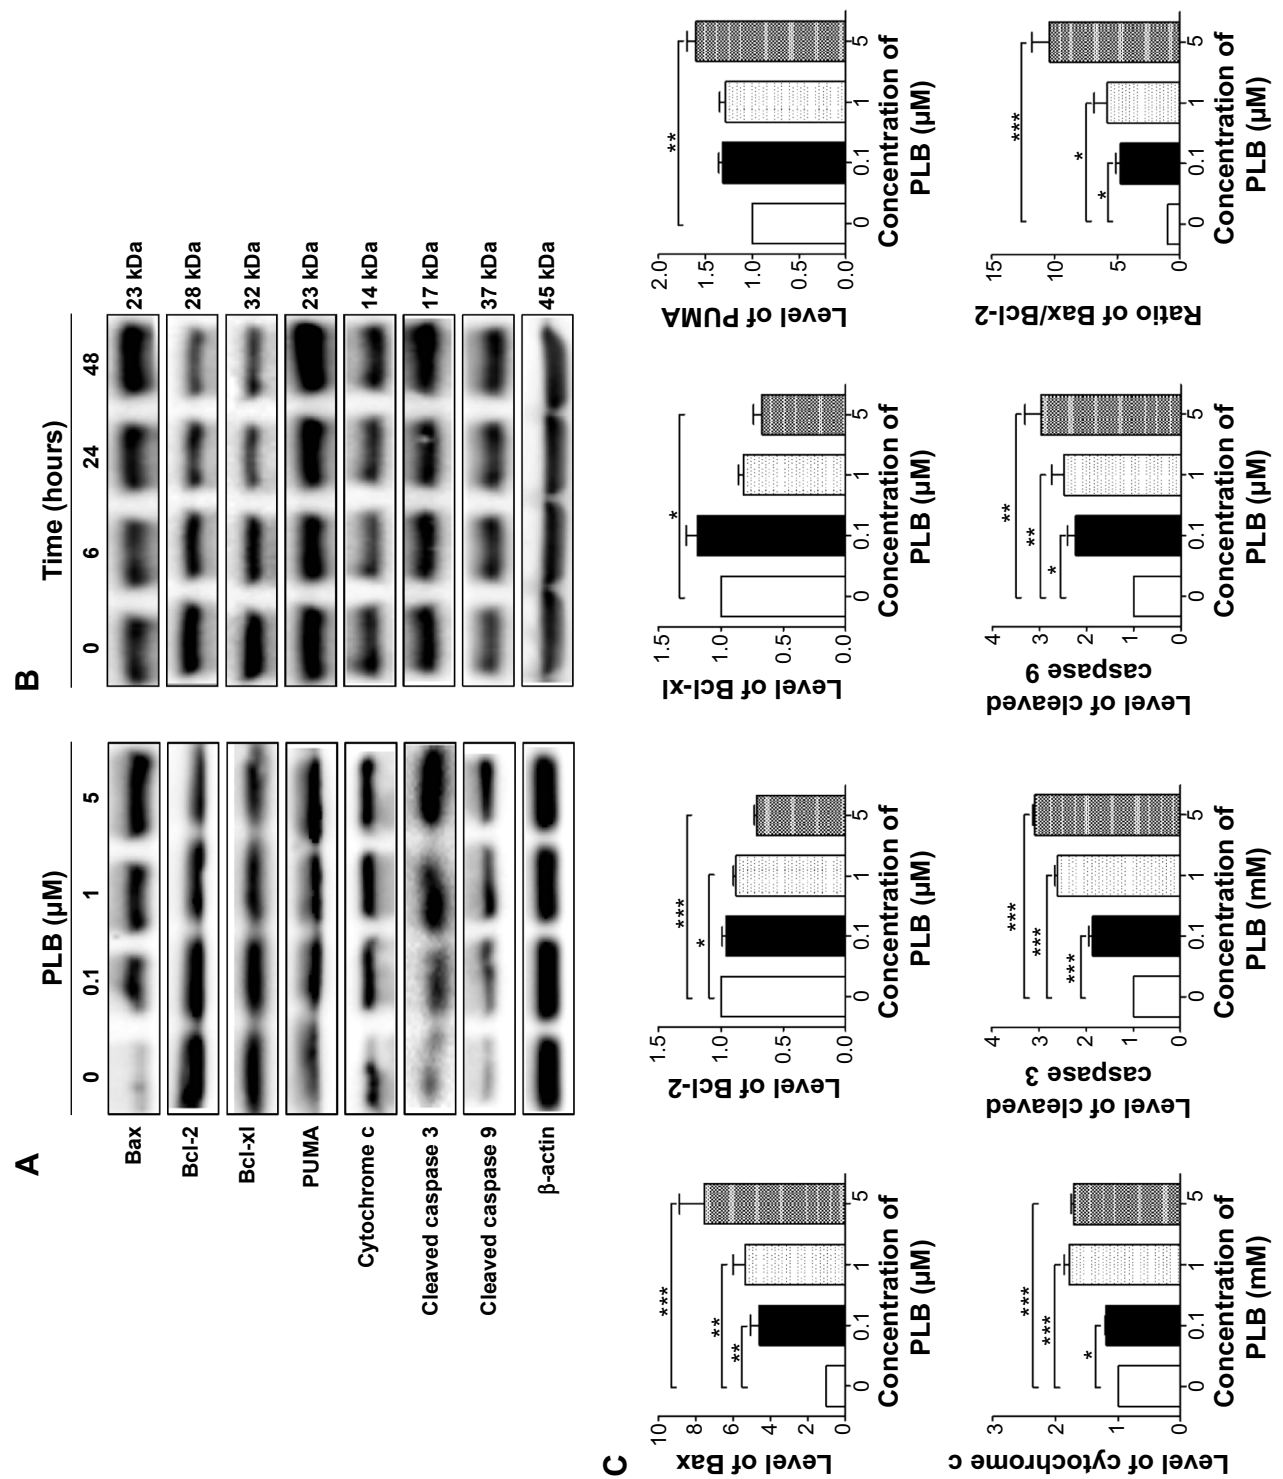 A
PLB (µM)
0 0.1 1 5
Bax
Bcl-2
Bcl-xl
PUMA
Cytochrome c
Cleaved caspase 3
Cleaved caspase 9
β-actin
B
Time (hours)
0 6 24 48
23 kDa
28 kDa
32 kDa
23 kDa
14 kDa
17 kDa
37 kDa
45 kDa
C
Level of Bax
10
8
6
4
2
0
***
**
**
0 0.1 1 5
Concentration of
PLB (µM)
Level of Bcl-2
1.5
1.0
0.5
0.0
***
*
0 0.1 1 5
Concentration of
PLB (µM)
Level of Bcl-xl
1.5
1.0
0.5
0.0
*
0 0.1 1 5
Concentration of
PLB (µM)
Level of PUMA
2.0
1.5
1.0
0.5
0.0
**
0 0.1 1 5
Concentration of
PLB (µM)
Level of cytochrome c
3
2
1
0
***
***
*
0 0.1 1 5
Concentration of
PLB (mM)
Level of cleaved
caspase 3
4
3
2
1
0
***
***
***
0 0.1 1 5
Concentration of
PLB (mM)
Level of cleaved
caspase 9
4
3
2
1
0
**
**
*
0 0.1 1 5
Concentration of
PLB (µM)
Ratio of Bax/Bcl-2
15
10
5
0
***
*
*
0 0.1 1 5
Concentration of
PLB (µM)